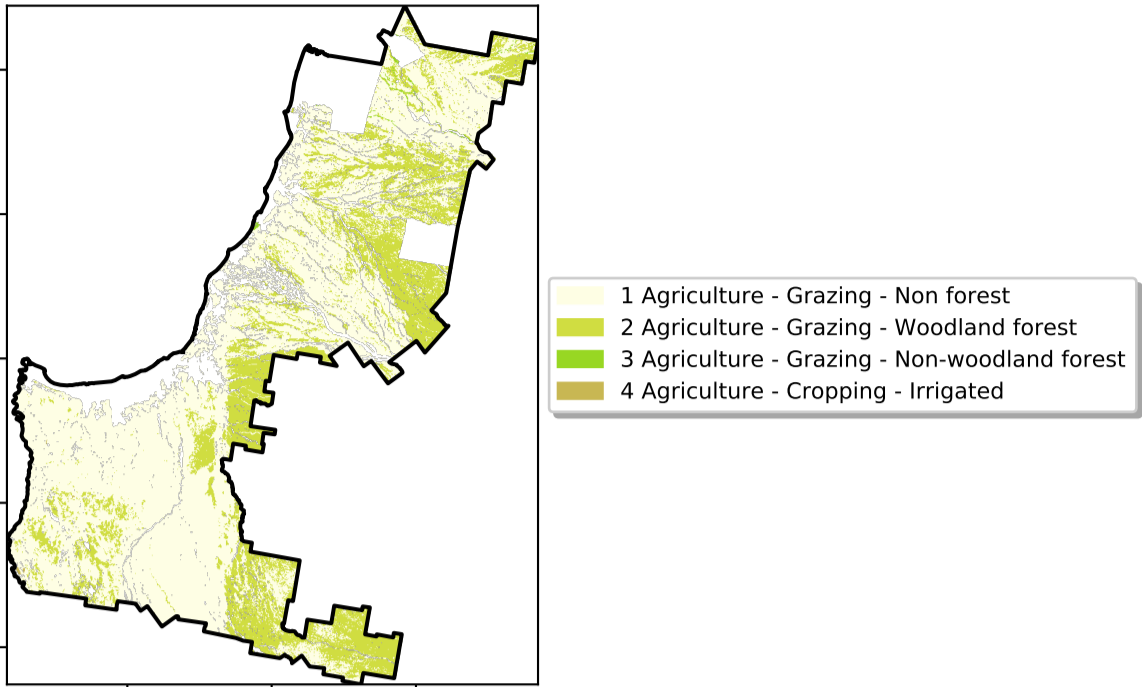 1 Agriculture - Grazing - Non forest
2 Agriculture - Grazing - Woodland forest
3 Agriculture - Grazing - Non-woodland forest
4 Agriculture - Cropping - Irrigated